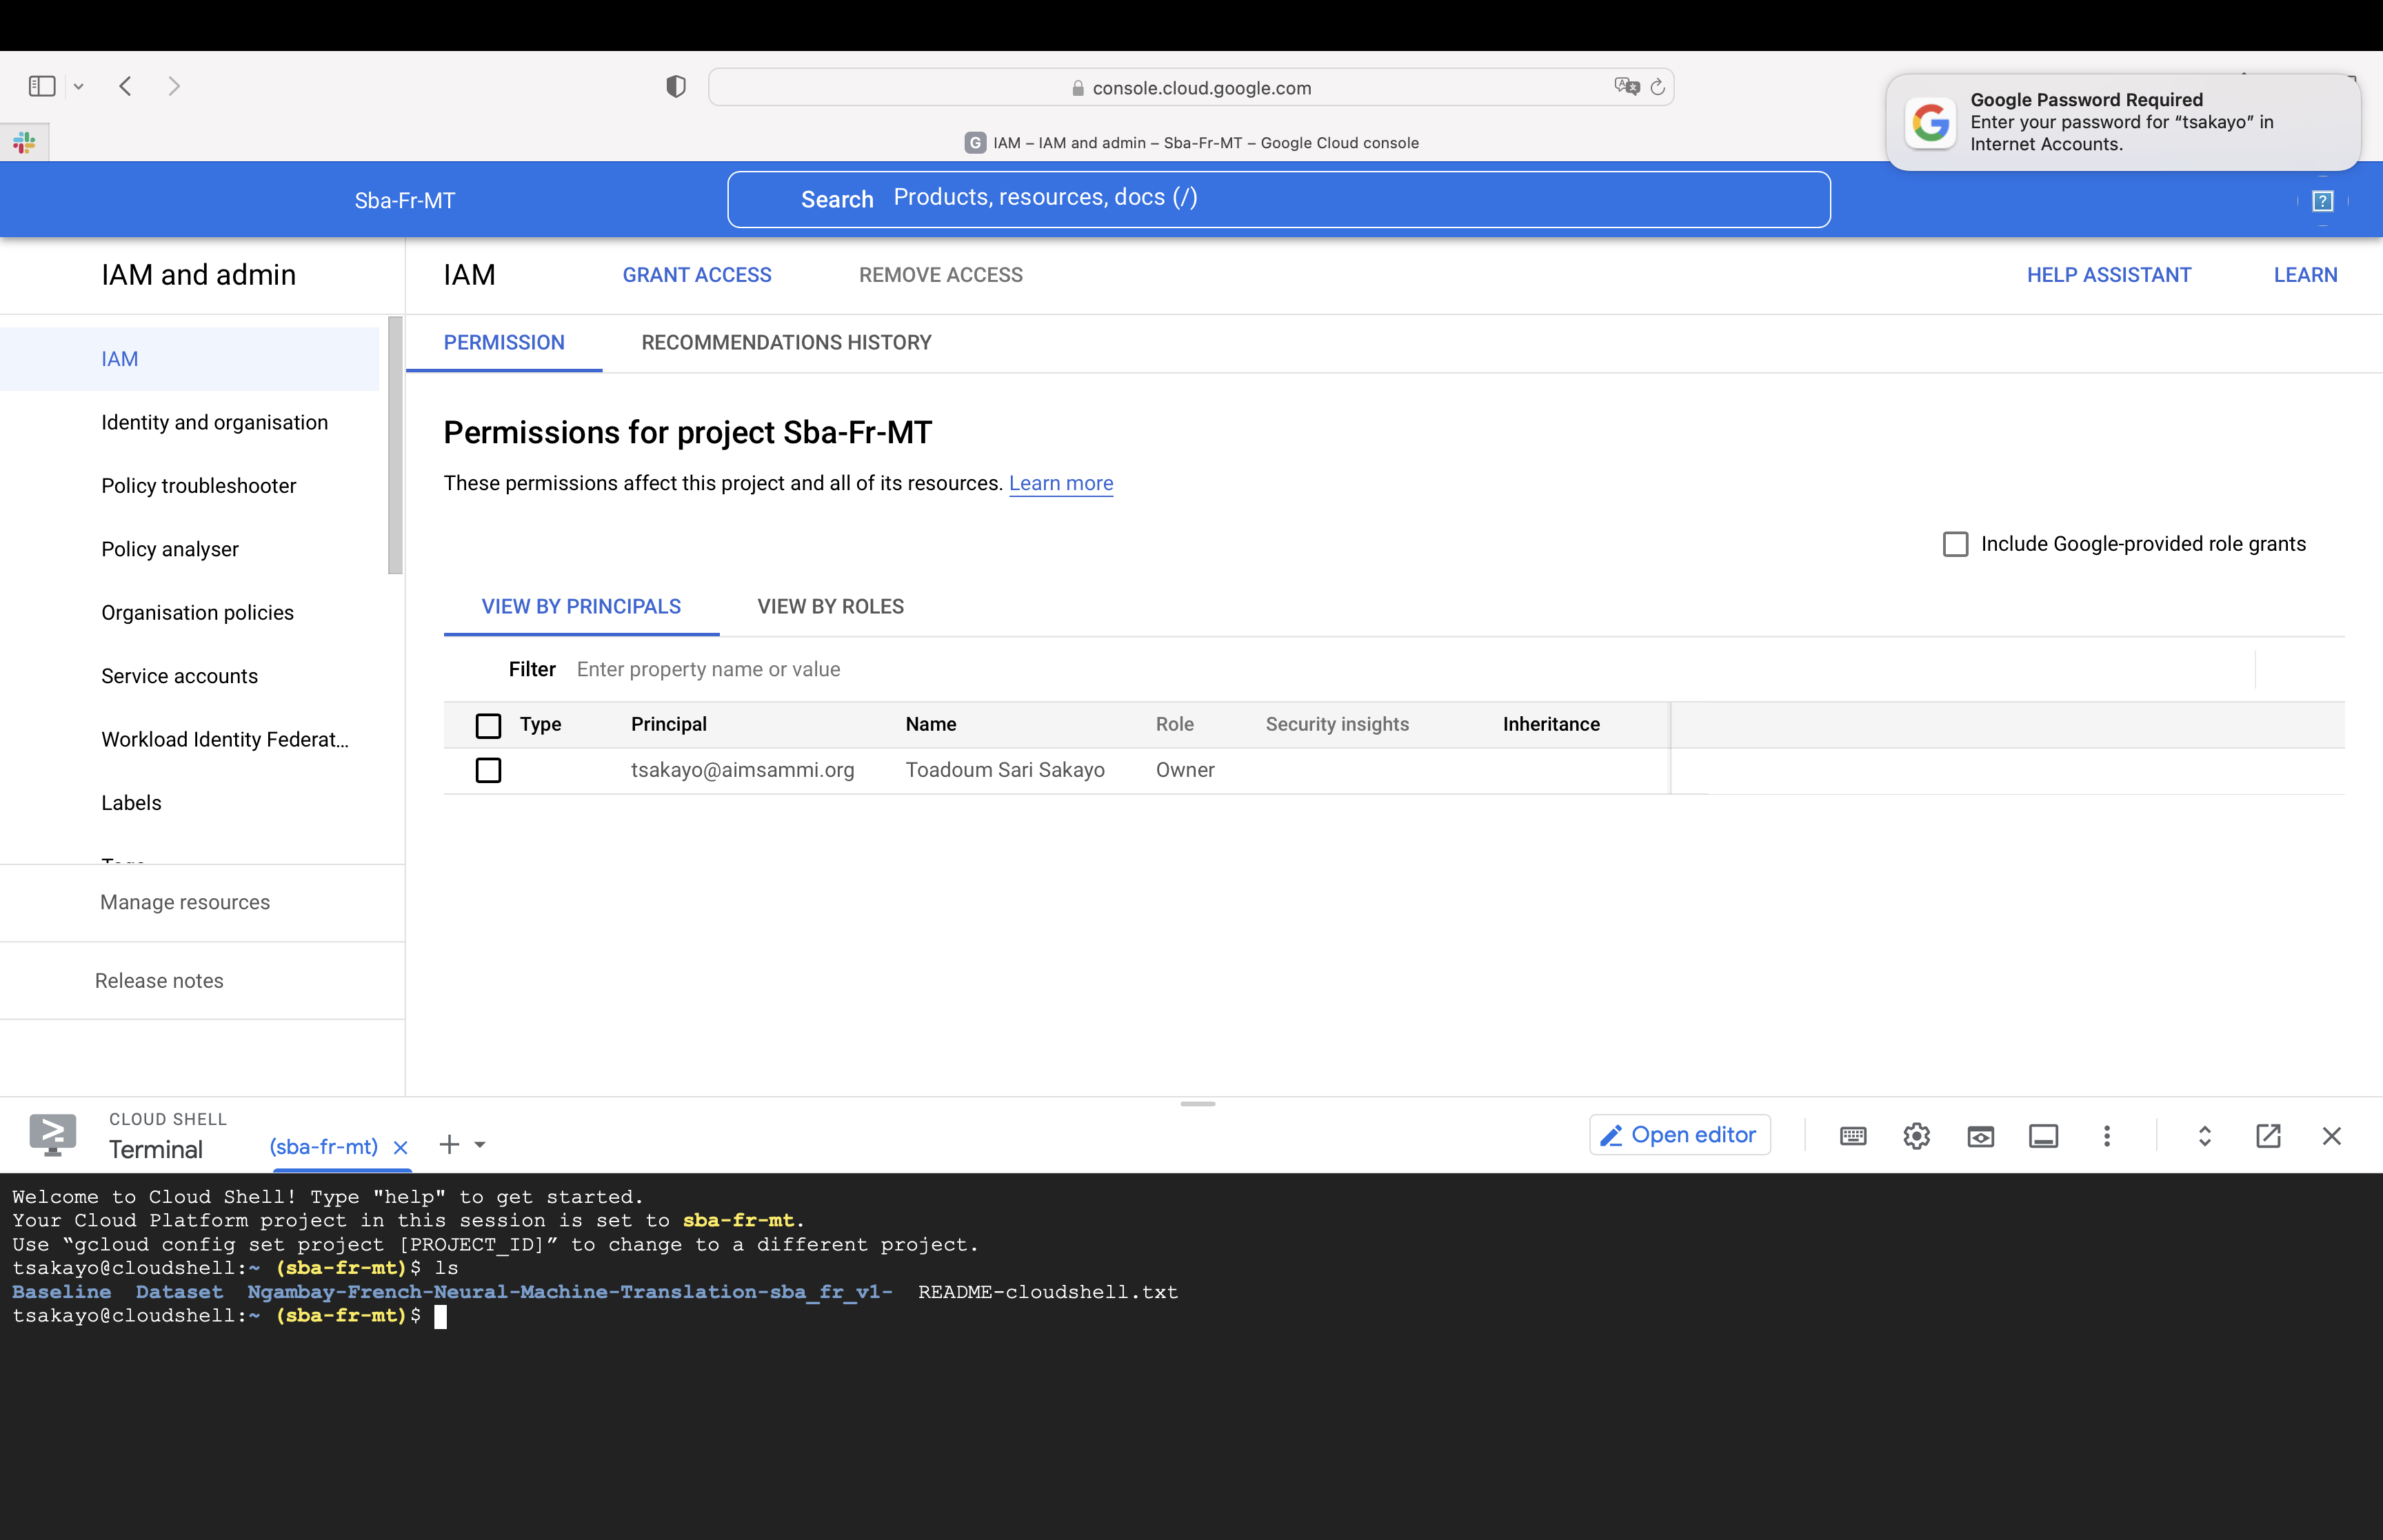 console.cloud.google.com
Google Password Required
Enter your password for “tsakayo” in
Internet Accounts.
G IAM – IAM and admin – Sba-Fr-MT – Google Cloud console
Sba-Fr-MT
Search Products, resources, docs (/)
?
IAM and admin
IAM
GRANT ACCESS
REMOVE ACCESS
HELP ASSISTANT
LEARN
IAM
Identity and organisation
Policy troubleshooter
Policy analyser
Organisation policies
Service accounts
Workload Identity Federat...
Labels
Manage resources
Release notes
PERMISSION
RECOMMENDATIONS HISTORY
Permissions for project Sba-Fr-MT
These permissions affect this project and all of its resources. Learn more
Include Google-provided role grants
VIEW BY PRINCIPALS
VIEW BY ROLES
Filter Enter property name or value
Type Principal Name Role Security insights Inheritance
tsakayo@aimsammi.org Toadoum Sari Sakayo Owner
CLOUD SHELL
Terminal
(sba-fr-mt)
Open editor
Welcome to Cloud Shell! Type "help" to get started.
Your Cloud Platform project in this session is set to sba-fr-mt.
Use “gcloud config set project [PROJECT_ID]” to change to a different project.
tsakayo@cloudshell:~ (sba-fr-mt)$ ls
Baseline Dataset Ngambay-French-Neural-Machine-Translation-sba_fr_v1- README-cloudshell.txt
tsakayo@cloudshell:~ (sba-fr-mt)$